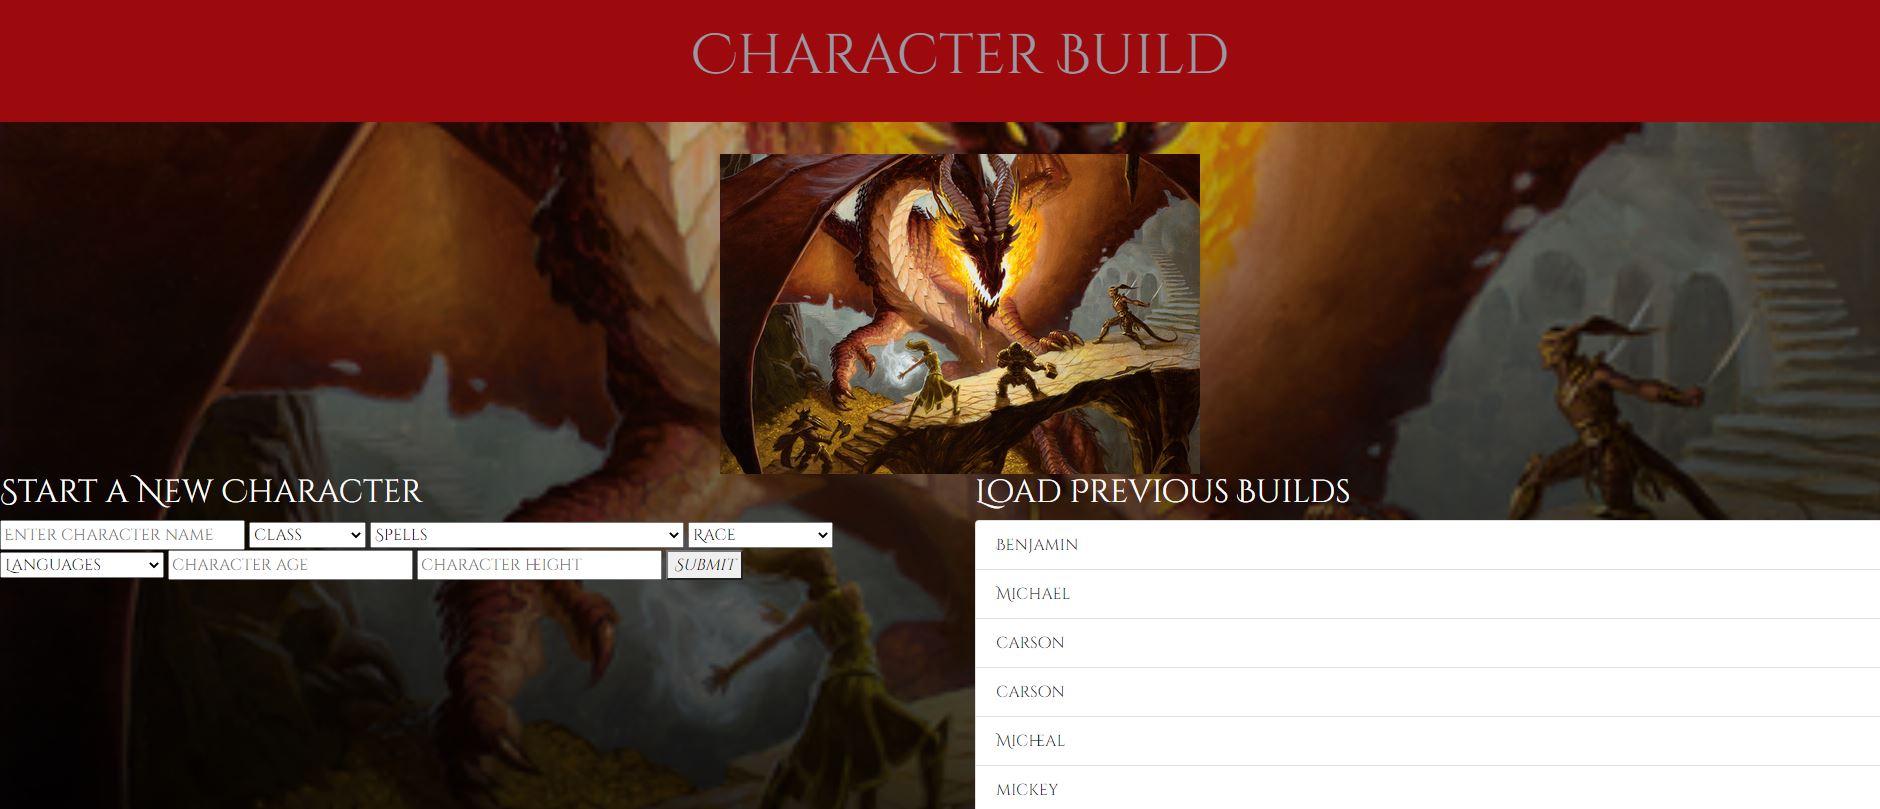 Character Build
Start a New Character
Enter Character Name Class Spells Race
Languages Character Age Character Height Submit
Load Previous Builds
Benjamin
Michael
Carson
Carson
Micheal
mickey